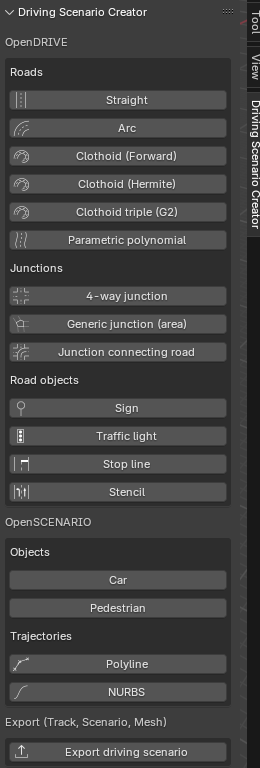 Driving Scenario Creator
OpenDRIVE
Roads
Straight
Arc
Clothoid (Forward)
Clothoid (Hermite)
Clothoid triple (G2)
Parametric polynomial
Junctions
4-way junction
Generic junction (area)
Junction connecting road
Road objects
Sign
Traffic light
Stop line
Stencil
OpenSCENARIO
Objects
Car
Pedestrian
Trajectories
Polyline
NURBS
Export (Track, Scenario, Mesh)
Export driving scenario
Tool
View
Driving Scenario Creator